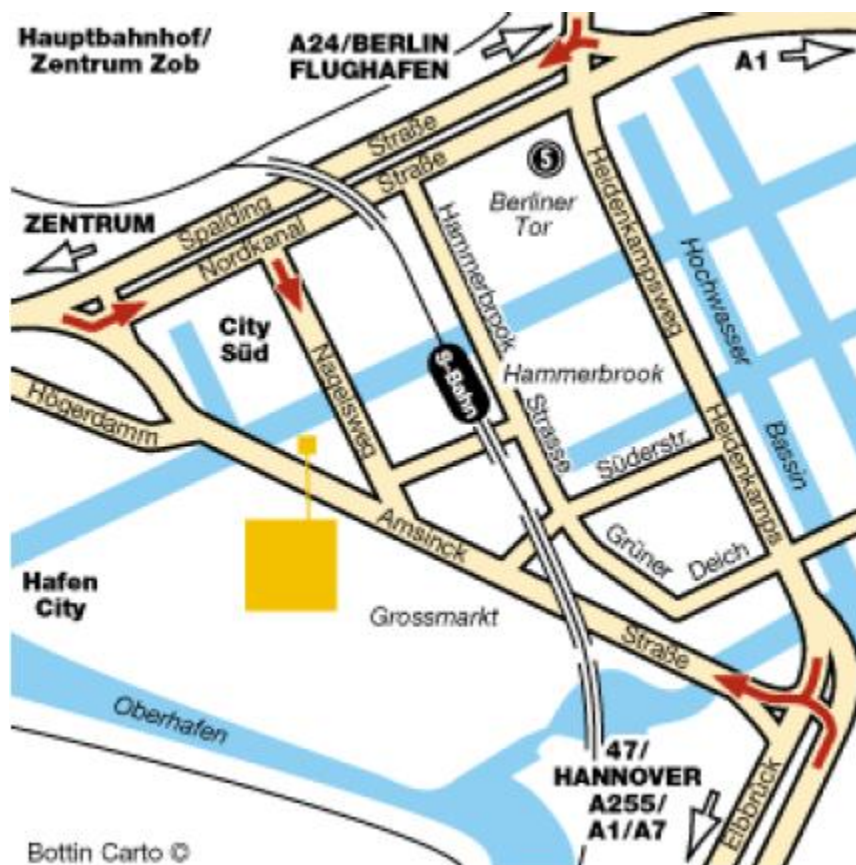 Hauptbahnhof/
Zentrum Zob
A24/BERLIN
FLUGHAFEN
A1
Straße
Straße
Spalding
Nordkanal
ZENTRUM
S
Berliner
Tor
Heidenkampsweg
Hammerbrook
Strasse
Hochwasser
Bassin
City
Süd
Nagelsweg
S-Bahn
Hammerbrook
Högerdamm
Süderstr.
Heidenkamps
Amsinck
Straße
Grüner
Deich
Hafen
City
Grossmarkt
Oberhafen
47/
HANNOVER
A255/
A1/A7
Elbbrück
Bottin Carto ©